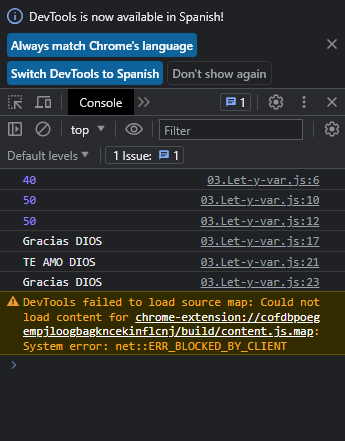 DevTools is now available in Spanish!
Always match Chrome's language
Switch DevTools to Spanish Don't show again
Console 1
top Filter
Default levels 1 Issue: 1
40 03.Let-y-var.js:6
50 03.Let-y-var.js:10
50 03.Let-y-var.js:12
Gracias DIOS 03.Let-y-var.js:17
TE AMO DIOS 03.Let-y-var.js:21
Gracias DIOS 03.Let-y-var.js:23
DevTools failed to load source map: Could not
load content for chrome-extension://cofdbpoeg
empjloogbagkncekinflcnj/build/content.js.map:
System error: net::ERR_BLOCKED_BY_CLIENT